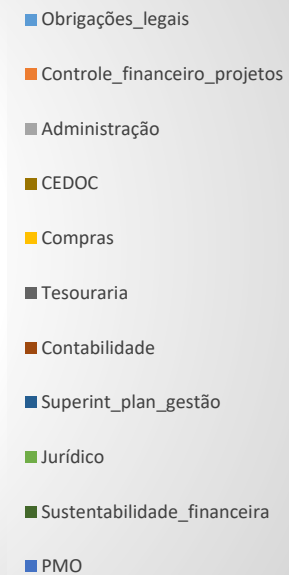 Obrigações_legais
Controle_financeiro_projetos
Administração
CEDOC
Compras
Tesouraria
Contabilidade
Superint_plan_gestão
Jurídico
Sustentabilidade_financeira
PMO